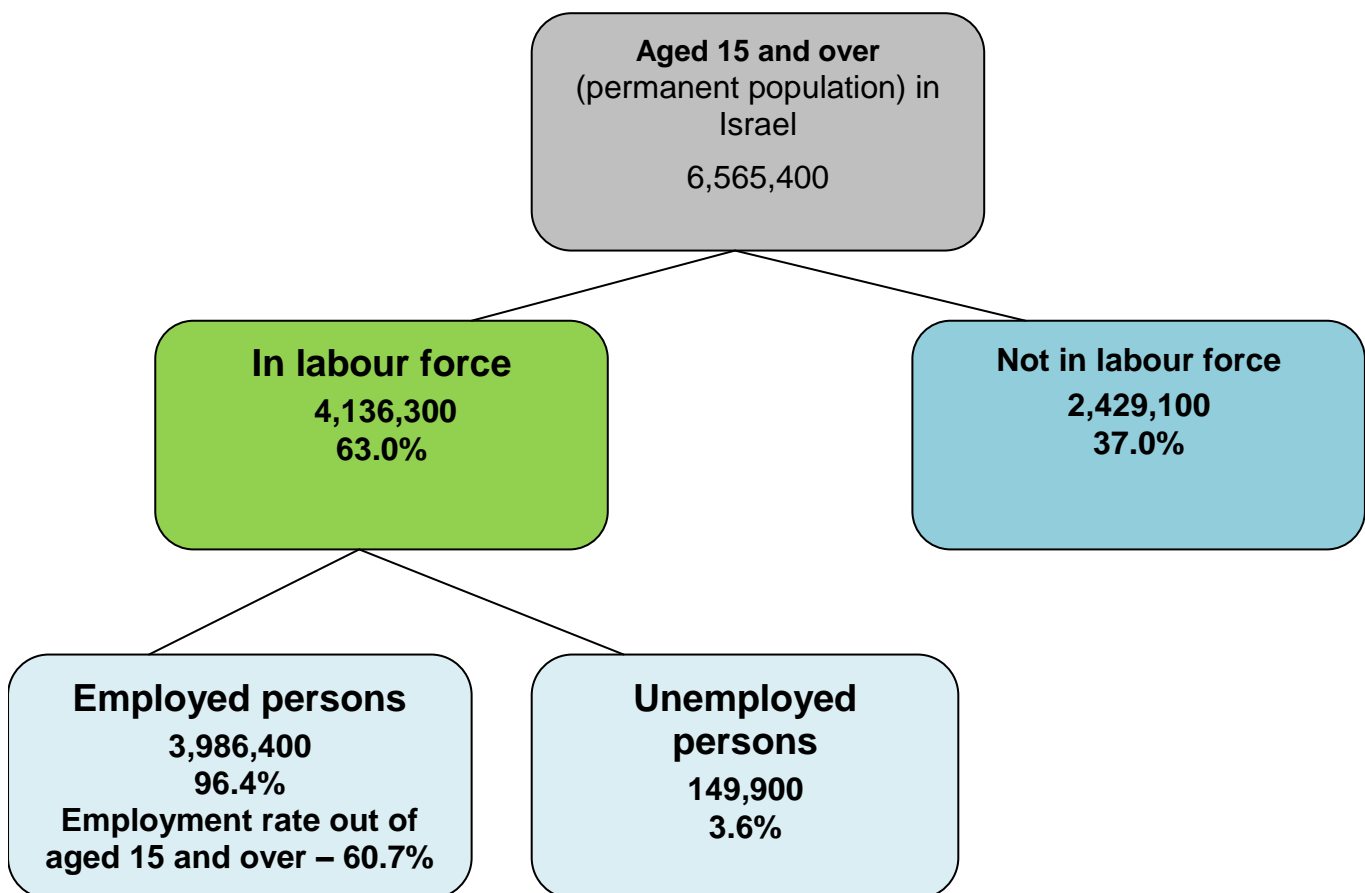 Aged 15 and over
(permanent population) in
Israel
6,565,400
In labour force
4,136,300
63.0%
Not in labour force
2,429,100
37.0%
Employed persons
3,986,400
96.4%
Employment rate out of
aged 15 and over – 60.7%
Unemployed
persons
149,900
3.6%